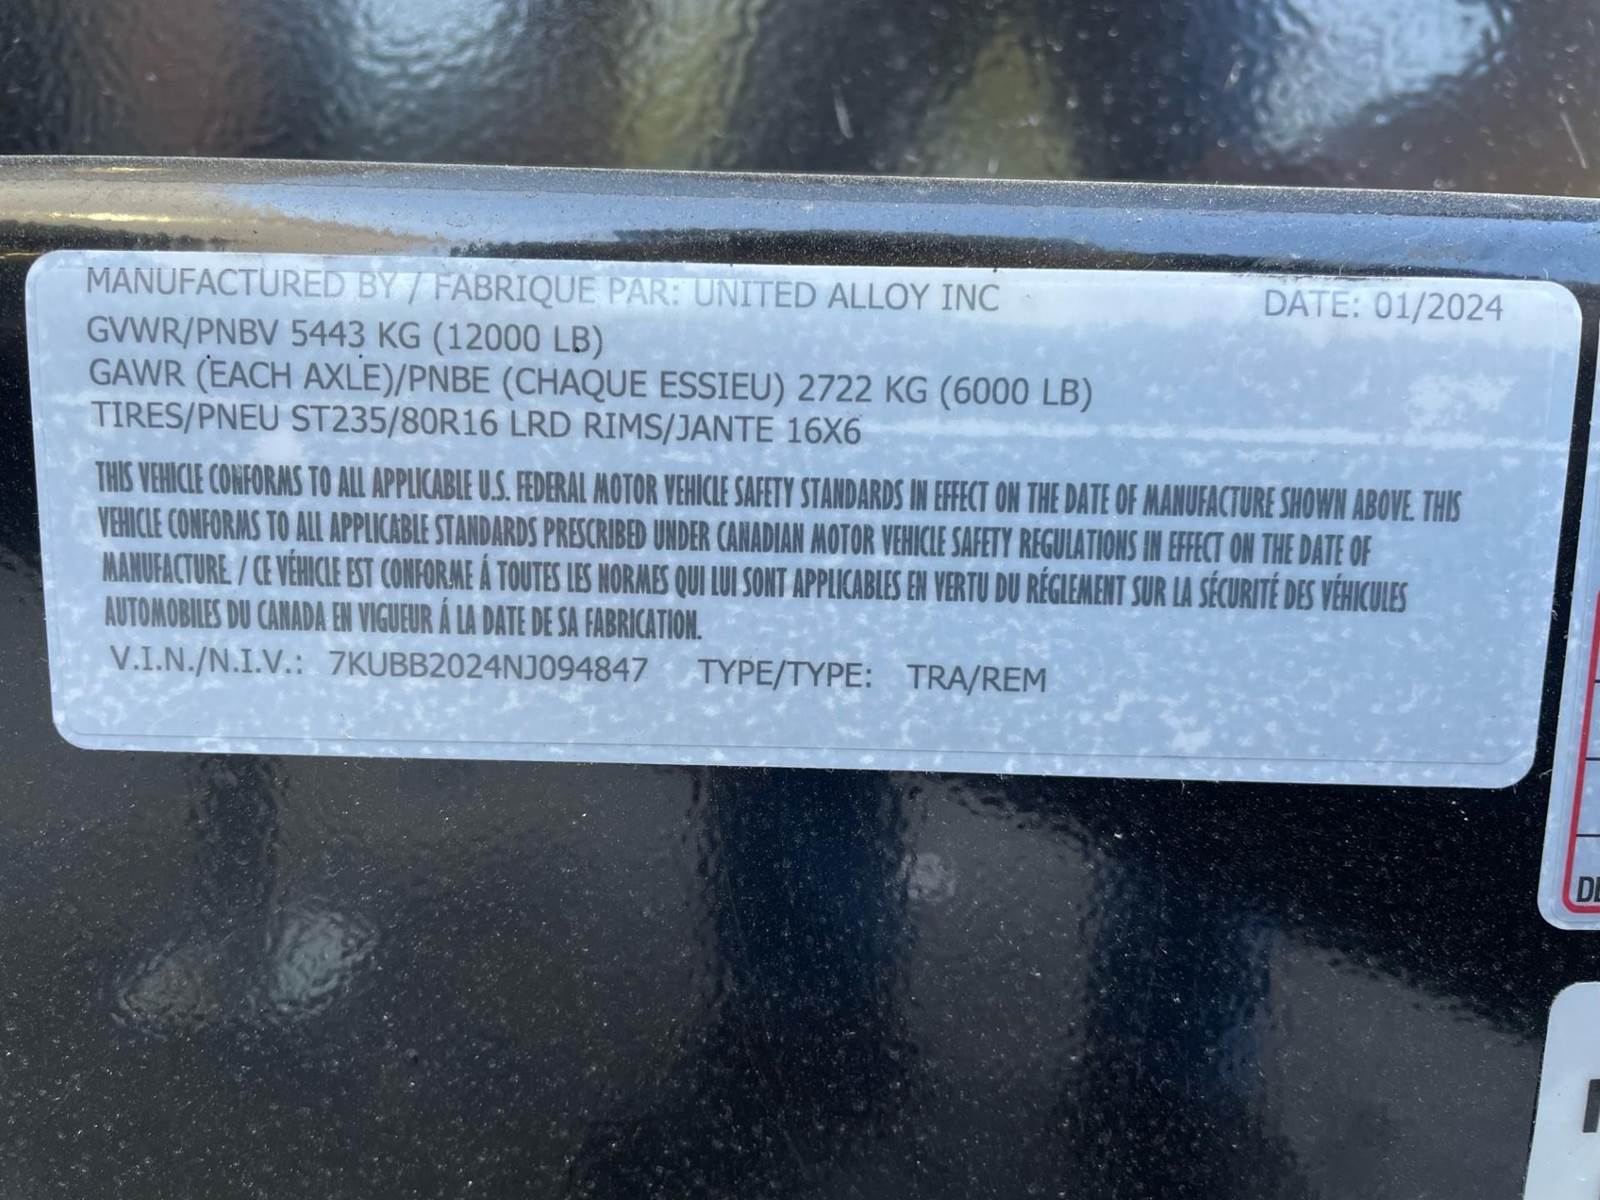 MANUFACTURED BY / FABRIQUE PAR: UNITED ALLOY INC DATE: 01/2024
GVWR/PNBV 5443 KG (12000 LB)
GAWR (EACH AXLE)/PNBE (CHAQUE ESSIEU) 2722 KG (6000 LB)
TIRES/PNEU ST235/80R16 LRD RIMS/JANTE 16X6
THIS VEHICLE CONFORMS TO ALL APPLICABLE U.S. FEDERAL MOTOR VEHICLE SAFETY STANDARDS IN EFFECT ON THE DATE OF MANUFACTURE SHOWN ABOVE. THIS
VEHICLE CONFORMS TO ALL APPLICABLE STANDARDS PRESCRIBED UNDER CANADIAN MOTOR VEHICLE SAFETY REGULATIONS IN EFFECT ON THE DATE OF
MANUFACTURE. / CE VÉHICLE EST CONFORME Á TOUTES LES NORMES QUI LUI SONT APPLICABLES EN VERTU DU RÉGLEMENT SUR LA SÉCURITÉ DES VÉHICULES
AUTOMOBILES DU CANADA EN VIGUEUR Á LA DATE DE SA FABRICATION.
V.I.N./N.I.V.: 7KUBB2024NJ094847 TYPE/TYPE: TRA/REM